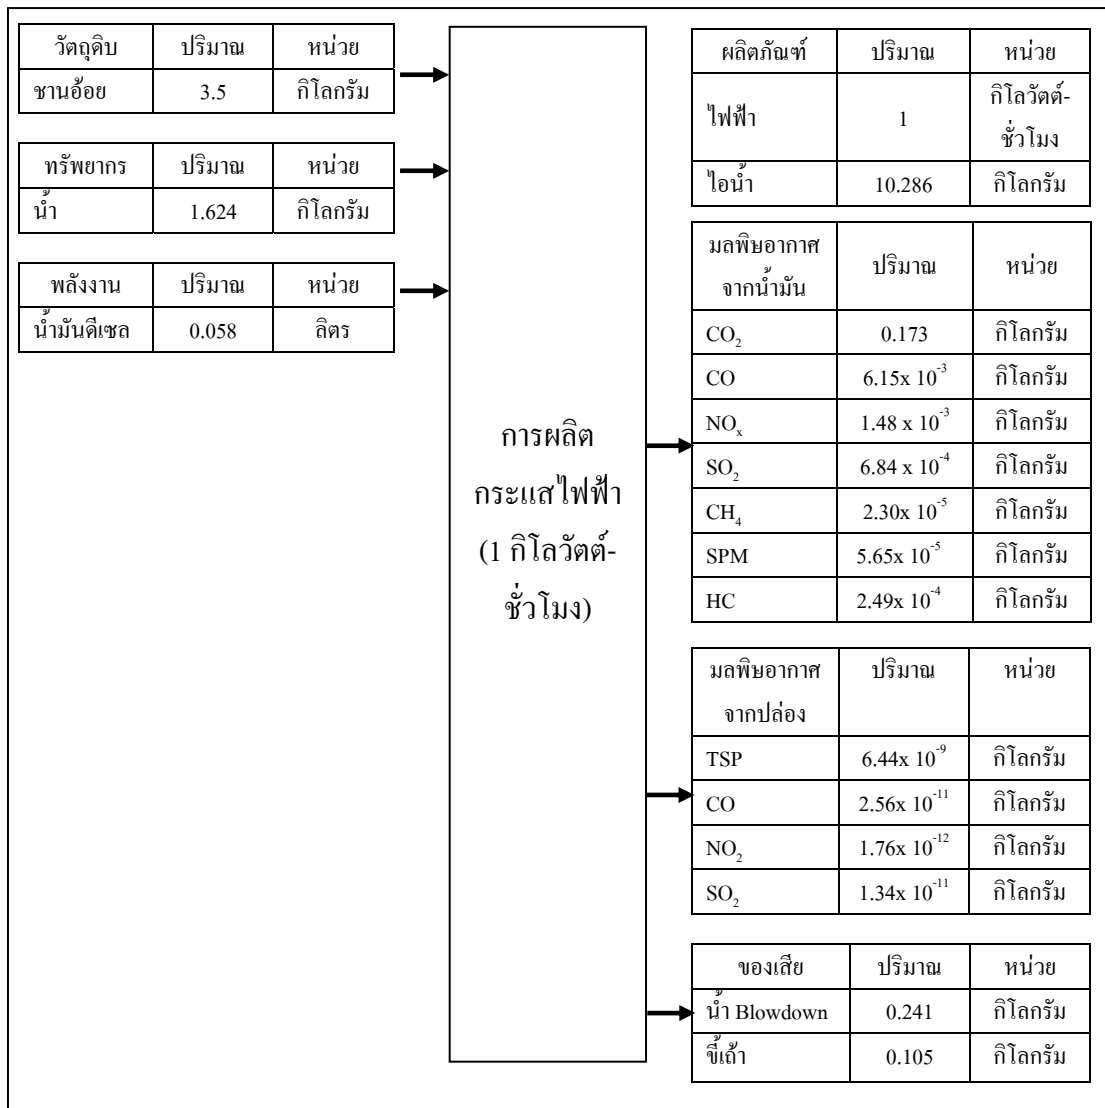 วัตถุดิบ ปริมาณ หน่วย
ชานอ้อย 3.5 กิโลกรัม
ทรัพยากร ปริมาณ หน่วย
น้ำ 1.624 กิโลกรัม
พลังงาน ปริมาณ หน่วย
น้ำมันดีเซล 0.058 ลิตร
การผลิต
กระแสไฟฟ้า
(1 กิโลวัตต์-
ชั่วโมง)
ผลิตภัณฑ์ ปริมาณ หน่วย
ไฟฟ้า 1 กิโลวัตต์-
ชั่วโมง
ไอน้ำ 10.286 กิโลกรัม
มลพิษอากาศ
จากน้ำมัน ปริมาณ หน่วย
CO₂ 0.173 กิโลกรัม
CO 6.15x 10⁻³ กิโลกรัม
NOₓ 1.48 x 10⁻³ กิโลกรัม
SO₂ 6.84 x 10⁻⁴ กิโลกรัม
CH₄ 2.30x 10⁻⁵ กิโลกรัม
SPM 5.65x 10⁻⁵ กิโลกรัม
HC 2.49x 10⁻⁴ กิโลกรัม
มลพิษอากาศ ปริมาณ หน่วย
จากปล่อง
TSP 6.44x 10⁻⁹ กิโลกรัม
CO 2.56x 10⁻¹¹ กิโลกรัม
NO₂ 1.76x 10⁻¹² กิโลกรัม
SO₂ 1.34x 10⁻¹¹ กิโลกรัม
ของเสีย ปริมาณ หน่วย
น้ำ Blowdown 0.241 กิโลกรัม
ขี้เถ้า 0.105 กิโลกรัม